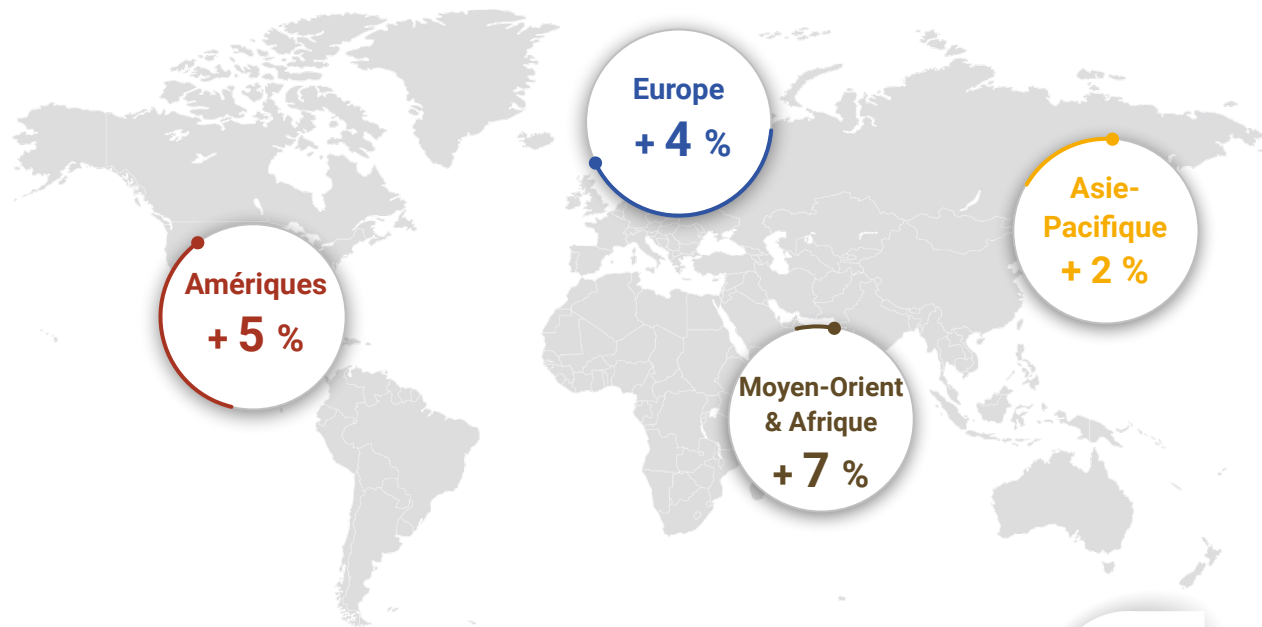 Europe
+ 4 %
Asie-
Pacifique
+ 2 %
Amériques
+ 5 %
Moyen-Orient
& Afrique
+ 7 %